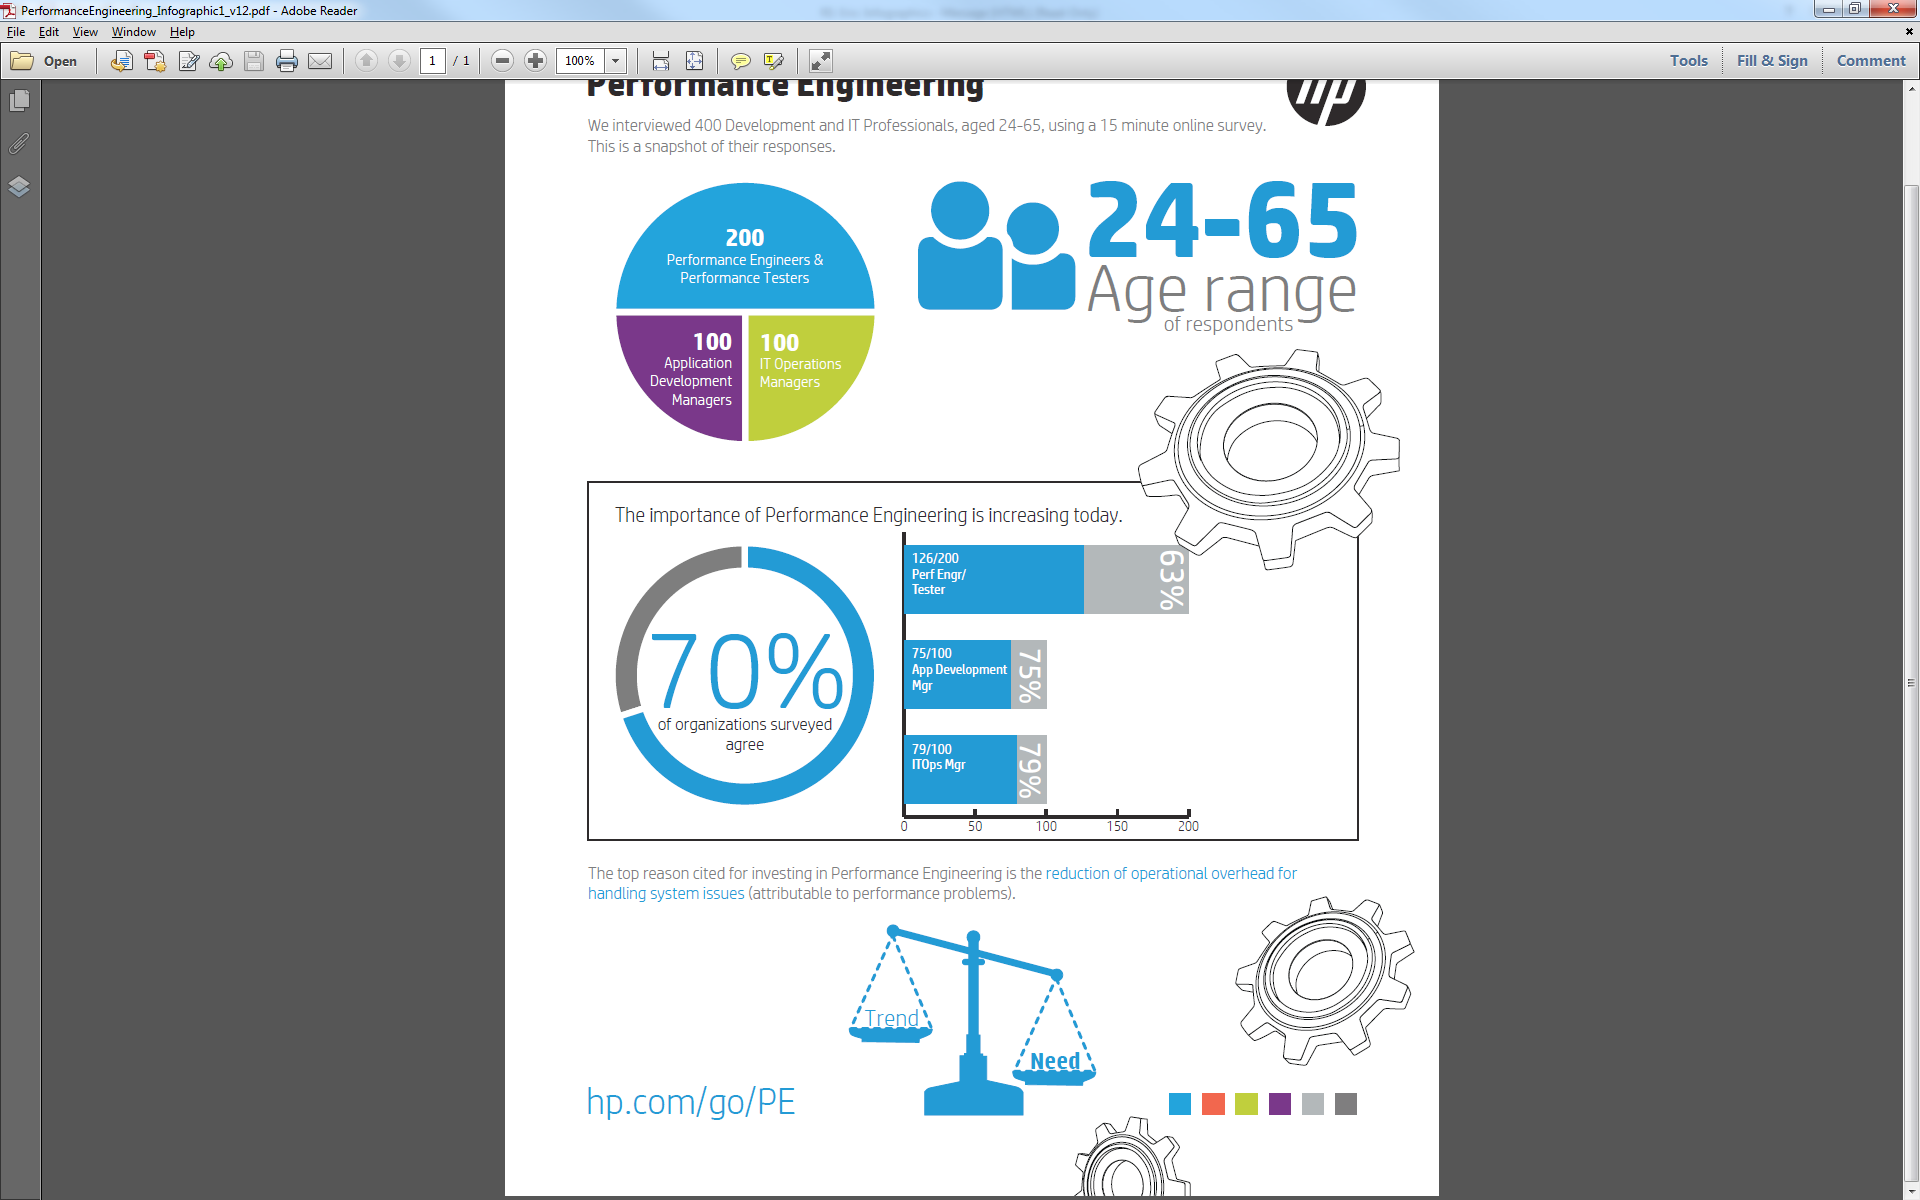 PerformanceEngineering_Infographic1_v12.pdf - Adobe Reader
File Edit View Window Help
Open
1 / 1
100%
Tools Fill & Sign Comment
Performance Engineering
hp
We interviewed 400 Development and IT Professionals, aged 24-65, using a 15 minute online survey.
This is a snapshot of their responses.
200
Performance Engineers &
Performance Testers
100
Application
Development
Managers
100
IT Operations
Managers
24-65
Age range
of respondents
The importance of Performance Engineering is increasing today.
70%
of organizations surveyed
agree
126/200
Perf Engr/
Tester
63%
75/100
App Development
Mgr
75%
79/100
ITOps Mgr
79%
0 50 100 150 200
The top reason cited for investing in Performance Engineering is the reduction of operational overhead for
handling system issues (attributable to performance problems).
Trend
Need
hp.com/go/PE